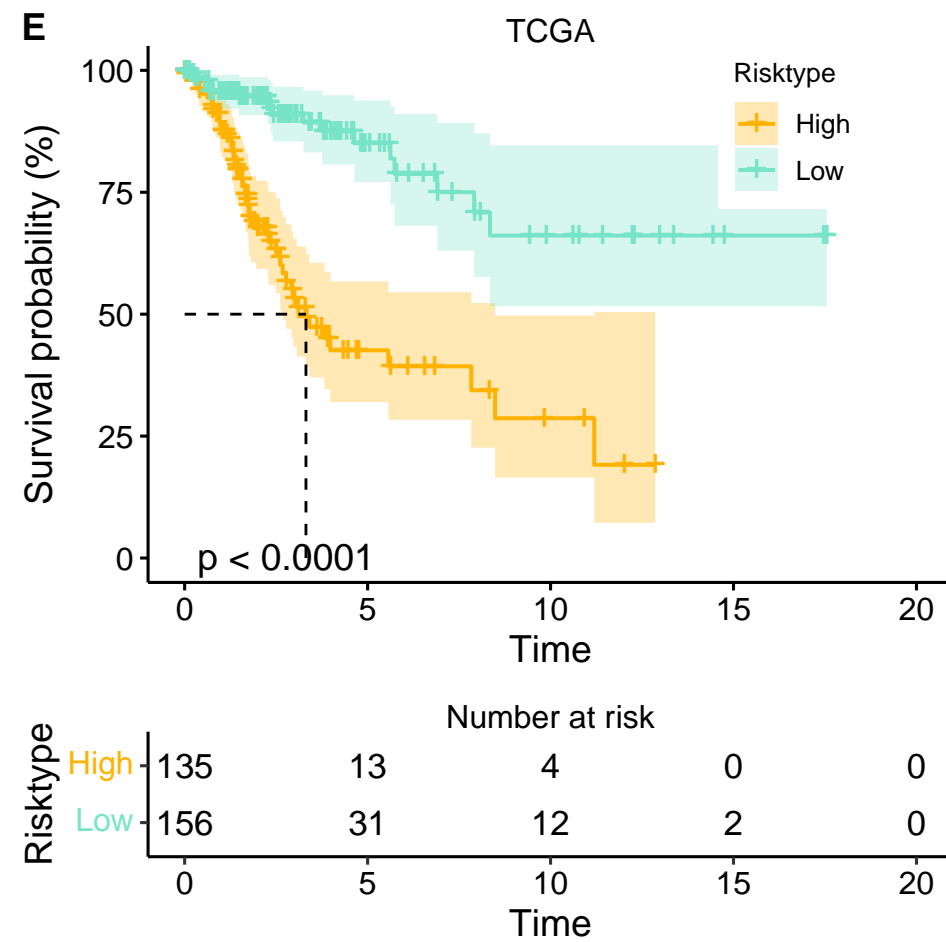 E
TCGA
Risktype
High
Low
Survival probability (%)
100
75
50
25
0
p < 0.0001
0 5 10 15 20
Time
Number at risk
Risktype
High 135 13 4 0 0
Low 156 31 12 2 0
0 5 10 15 20
Time